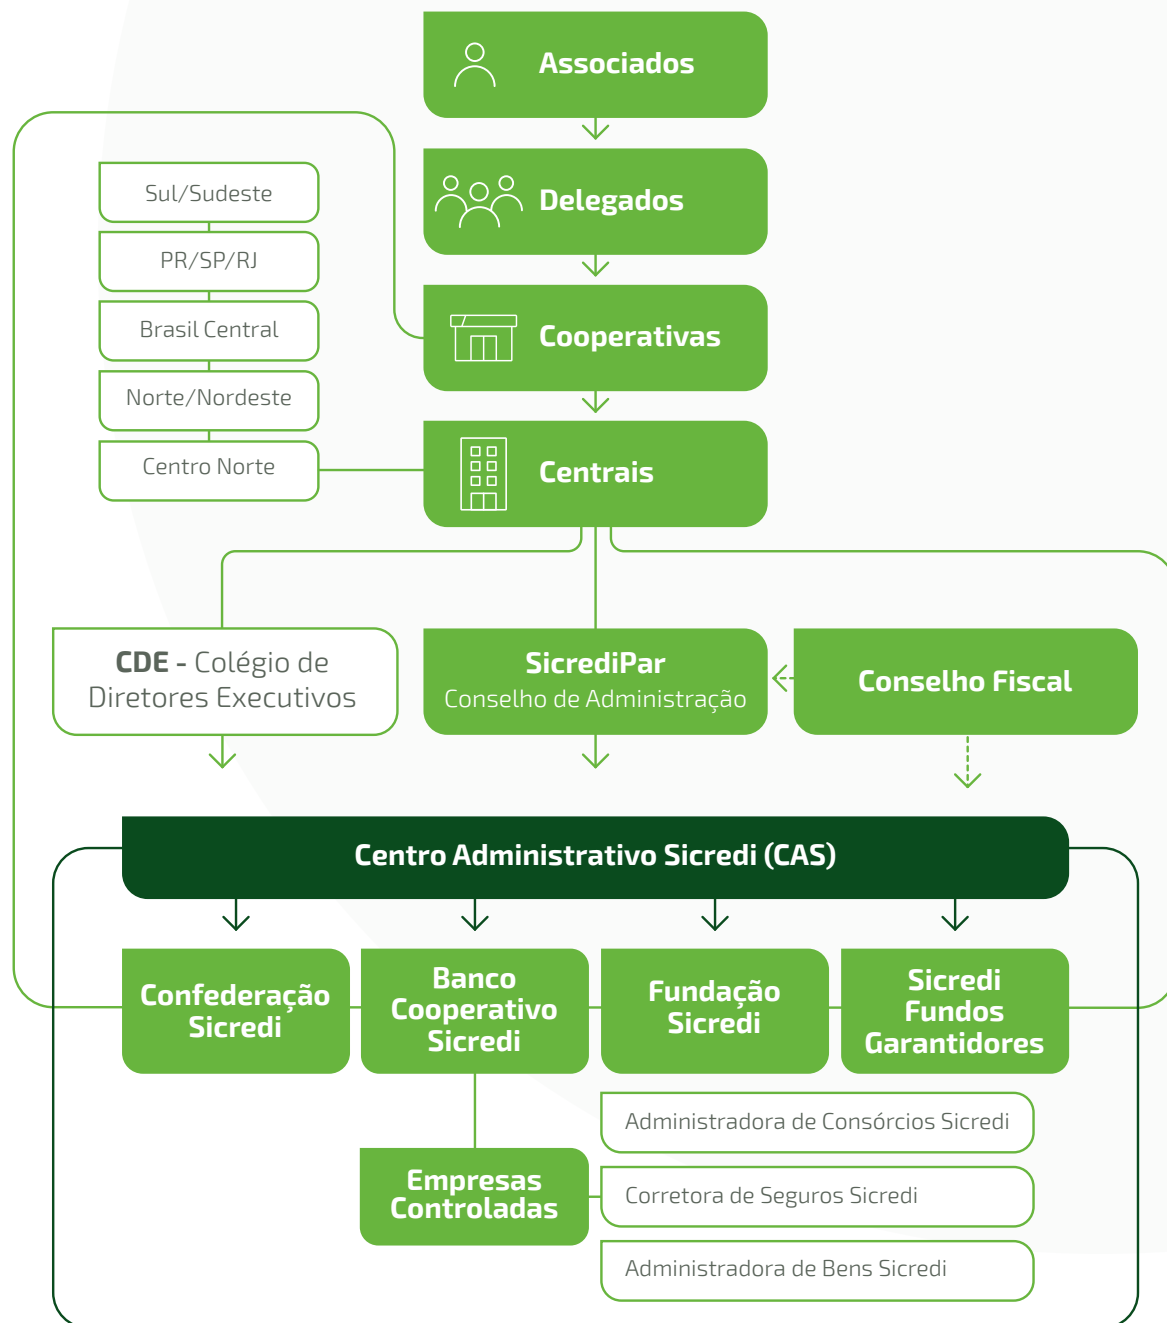 Associados
Delegados
Cooperativas
Centrais
Sul/Sudeste
PR/SP/RJ
Brasil Central
Norte/Nordeste
Centro Norte
CDE - Colégio de
Diretores Executivos
SicrediPar
Conselho de Administração
Conselho Fiscal
Centro Administrativo Sicredi (CAS)
Confederação
Sicredi
Banco
Cooperativo
Sicredi
Fundação
Sicredi
Sicredi
Fundos
Garantidores
Empresas
Controladas
Administradora de Consórcios Sicredi
Corretora de Seguros Sicredi
Administradora de Bens Sicredi